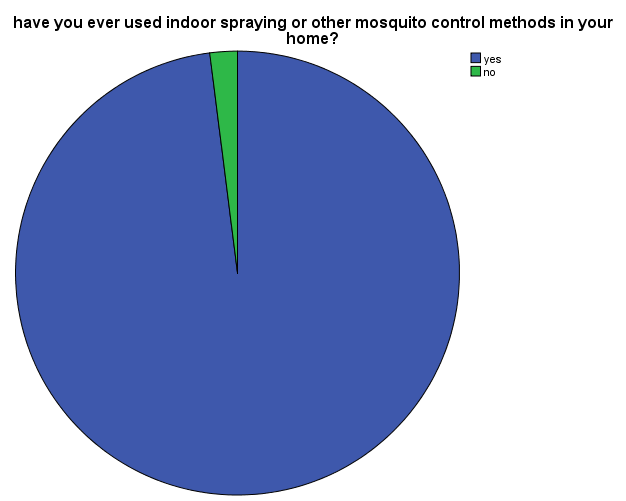 have you ever used indoor spraying or other mosquito control methods in your
home?
yes
no